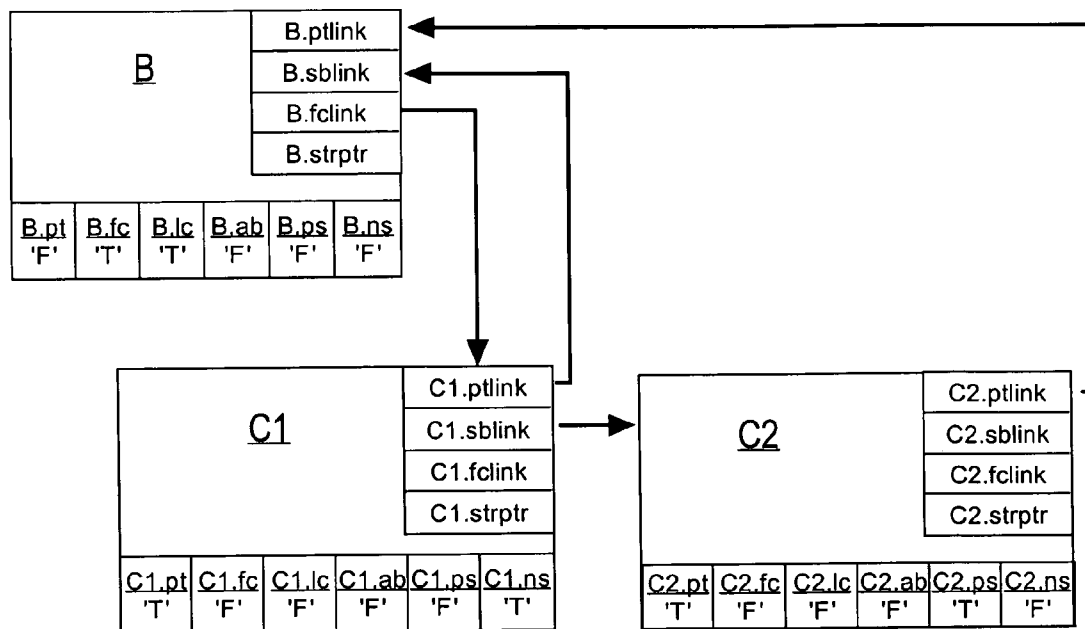 B
B.ptlink
B.sblink
B.fclink
B.strptr
B.pt B.fc B.lc B.ab B.ps B.ns
'F' 'T' 'T' 'F' 'F' 'F'
C1
C1.ptlink
C1.sblink
C1.fclink
C1.strptr
C1.pt C1.fc C1.lc C1.ab C1.ps C1.ns
'T' 'F' 'F' 'F' 'F' 'T'
C2
C2.ptlink
C2.sblink
C2.fclink
C2.strptr
C2.pt C2.fc C2.lc C2.ab C2.ps C2.ns
'T' 'F' 'F' 'F' 'T' 'F'